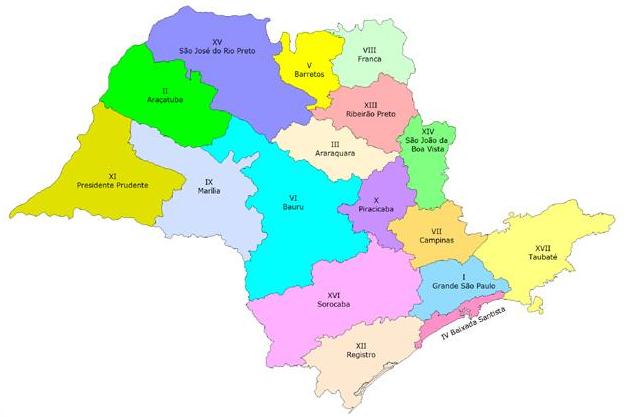 XV
São José do Rio Preto
VIII
Franca
V
Barretos
II
Araçatuba
XIII
Ribeirão Preto
XIV
São João da
Boa Vista
III
Araraquara
XI
Presidente Prudente
IX
Marília
VI
Bauru
X
Piracicaba
VII
Campinas
XVII
Taubaté
I
Grande São Paulo
XVI
Sorocaba
IV Baixada Santista
XII
Registro